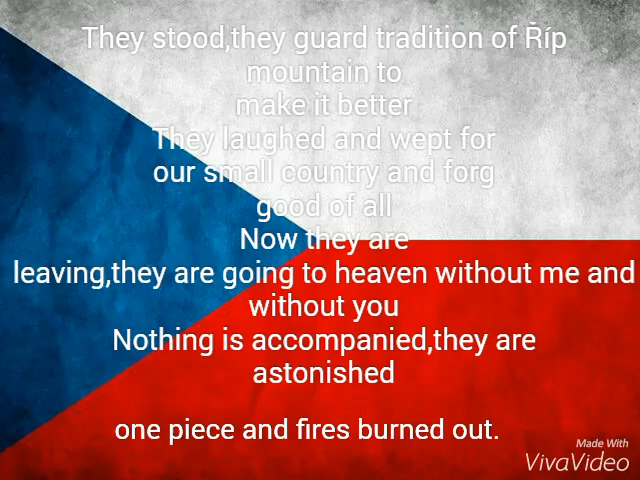 They stood,they guard tradition of Říp
mountain to
make it better
They laughed and wept for
our small country and forg
good of all
Now they are
leaving,they are going to heaven without me and
without you
Nothing is accompanied,they are
astonished
one piece and fires burned out.
Made With
VivaVideo